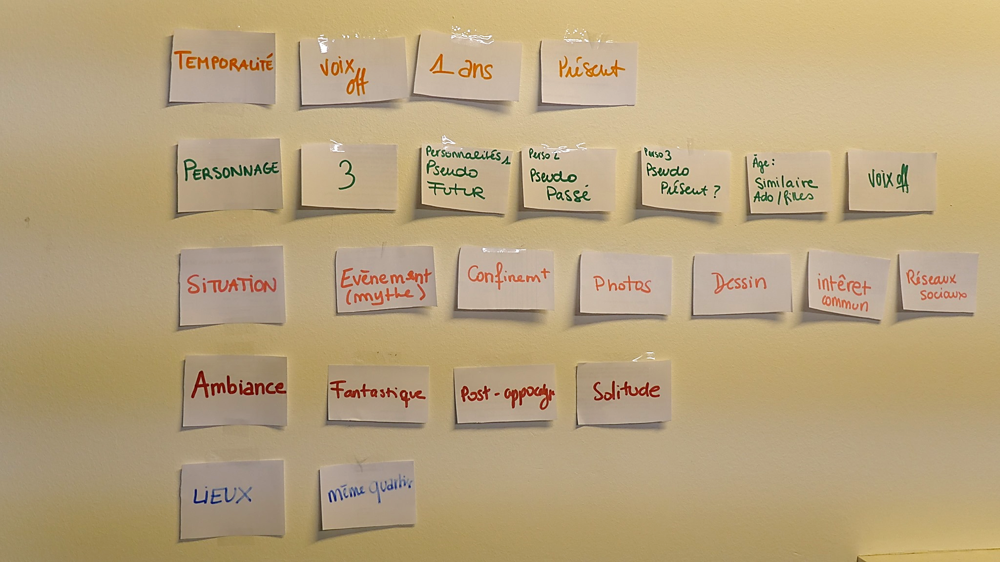 TEMPORALITÉ
voix
off
1 ans
Présent
PERSONNAGE
3
Personnalités 1
Pseudo
FUTUR
Perso 2
Pseudo
Passé
Perso 3
Pseudo
Présent ?
Âge :
Similaire
Ado / filles
voix off
SITUATION
Evènement
(mythe)
Confinemt
Photos
Dessin
intêret
commun
Réseaux
sociaux
Ambiance
Fantastique
Post-appocaly
Solitude
LIEUX
même quartier